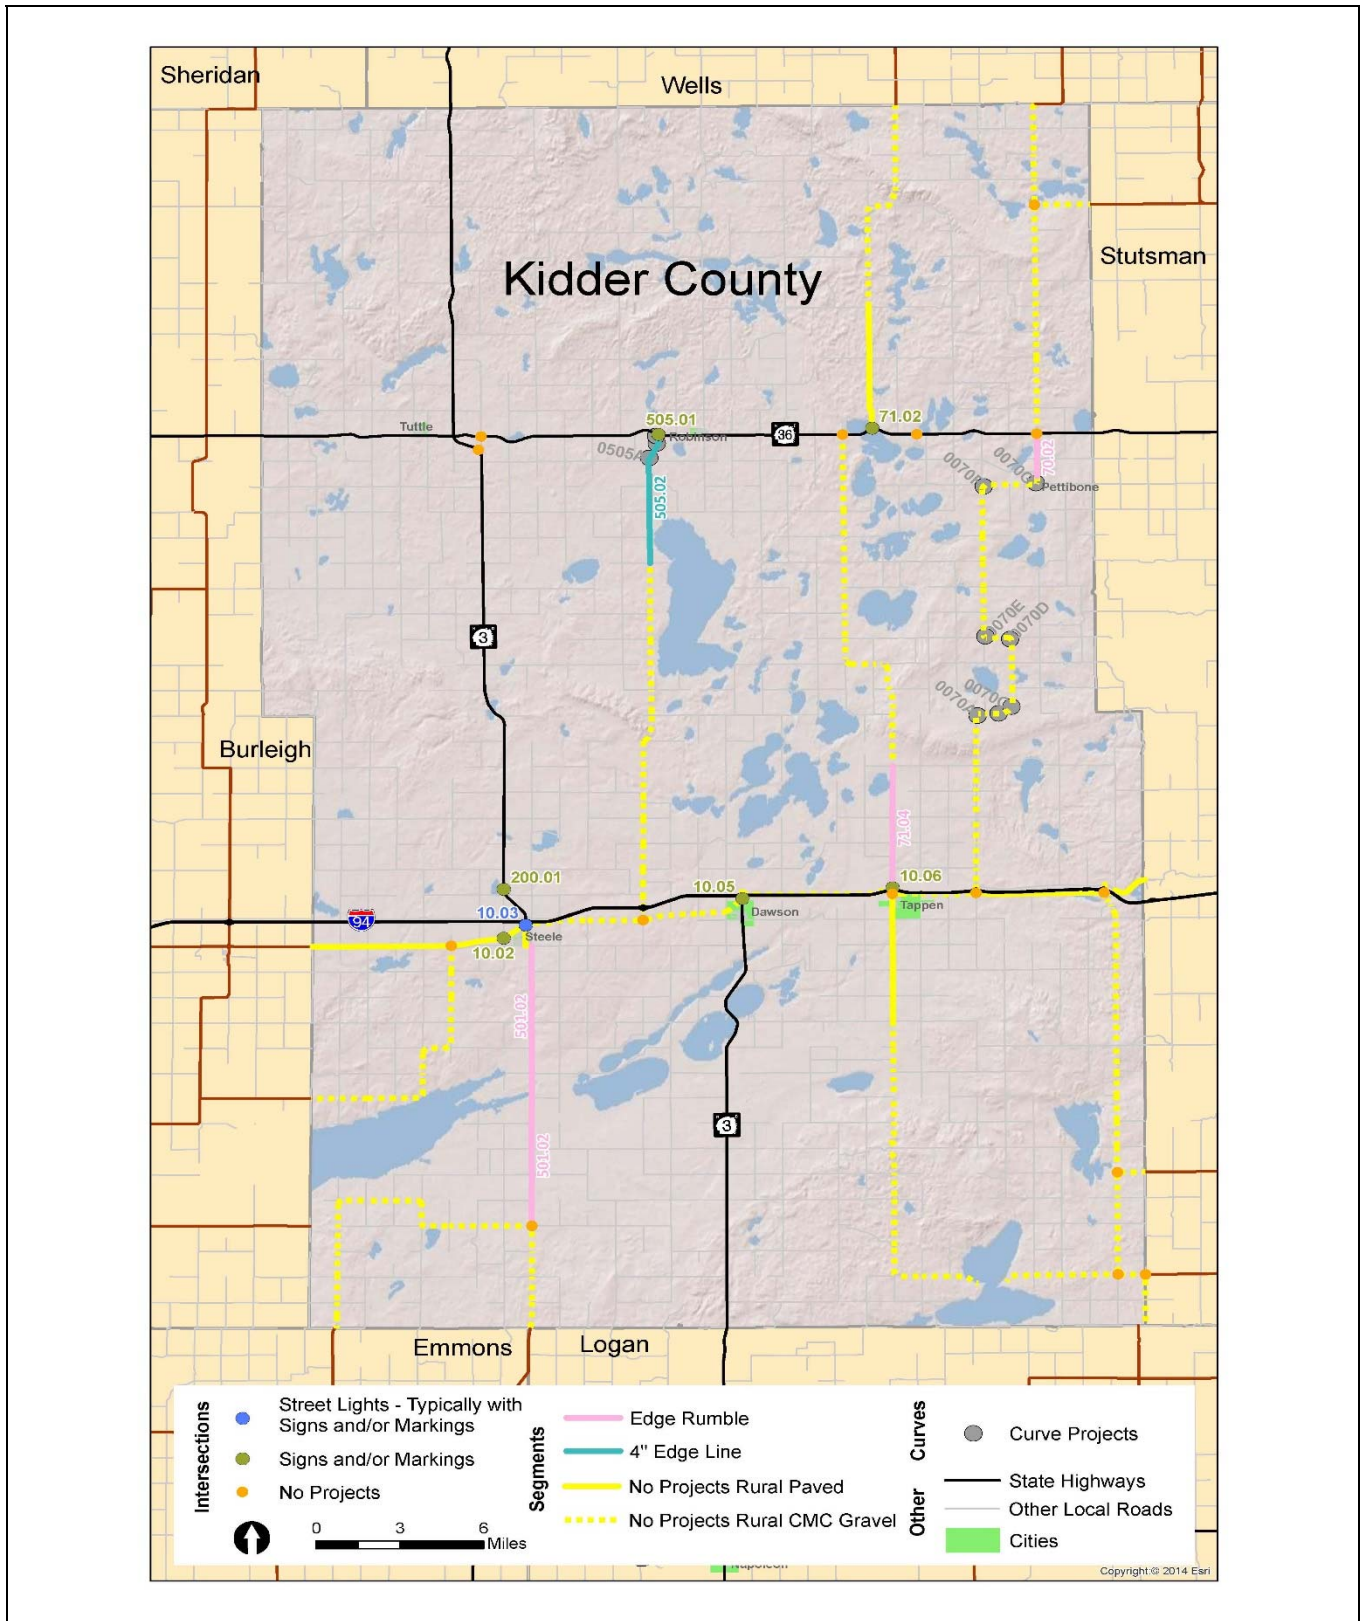 Sheridan
Wells
Kidder County
Stutsman
Tuttle
505.01
Robinson
36
71.02
0505A
505.02
0070G
70.02
Pettibone
3
0070E
0070D
0070A
Burleigh
71.04
200.01
10.05
10.06
94
10.03
Dawson
Tappen
Steele
10.02
501.02
3
501.02
Emmons
Logan
Intersections
Street Lights - Typically with
Signs and/or Markings
Signs and/or Markings
No Projects
0 3 6
Miles
Segments
Edge Rumble
4" Edge Line
No Projects Rural Paved
No Projects Rural CMC Gravel
Curves
Curve Projects
Other
State Highways
Other Local Roads
Cities
Copyright:© 2014 Esri